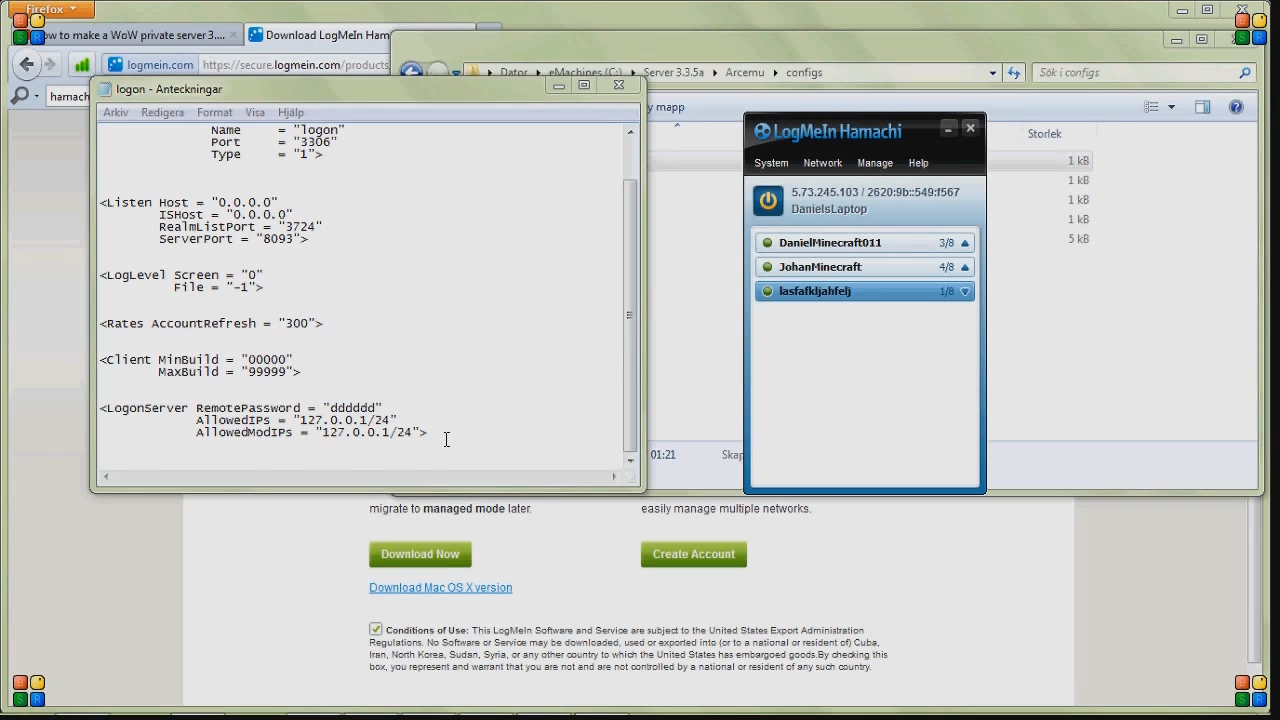 Firefox
ow to make a WoW private server 3....
Download LogMeIn Ham
logmein.com
https://secure.logmein.com/products
hamach
Dator
eMachines (C:)
Server 3.3.5a
Arcemu
configs
Sök i configs
y mapp
Storlek
1 kB
1 kB
1 kB
1 kB
5 kB
01:21
Skap
logon - Anteckningar
Arkiv Redigera Format Visa Hjälp
Name = "logon"
Port = "3306"
Type = "1">
<Listen Host = "0.0.0.0"
ISHost = "0.0.0.0"
RealmListPort = "3724"
ServerPort = "8093">
<LogLevel Screen = "0"
File = "-1">
<Rates AccountRefresh = "300">
<Client MinBuild = "00000"
MaxBuild = "99999">
<LogonServer RemotePassword = "dddddd"
AllowedIPs = "127.0.0.1/24"
AllowedModIPs = "127.0.0.1/24">
LogMeIn Hamachi
System Network Manage Help
5.73.245.103 / 2620:9b::549:f567
DanielsLaptop
DanielMinecraft011 3/8
JohanMinecraft 4/8
lasfafkljahfelj 1/8
migrate to managed mode later.
easily manage multiple networks.
Download Now
Create Account
Download Mac OS X version
Conditions of Use: This LogMeIn Software and Service are subject to the United States Export Administration
Regulations. No Software or Service may be downloaded, used or exported into (or to a national or resident of) Cuba,
Iran, North Korea, Sudan, Syria, or any other country to which the United States has embargoed goods.By checking this
box, you represent and warrant that you are not and are not controlled by a national or resident of any such country.